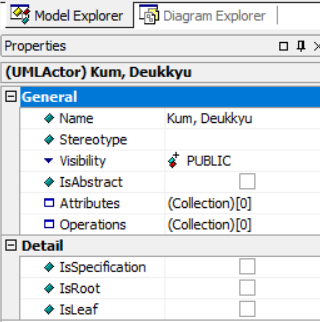 Model Explorer Diagram Explorer
Properties
(UMLActor) Kum, Deukkyu
General
Name Kum, Deukkyu
Stereotype
Visibility PUBLIC
IsAbstract
Attributes (Collection)[0]
Operations (Collection)[0]
Detail
IsSpecification
IsRoot
IsLeaf